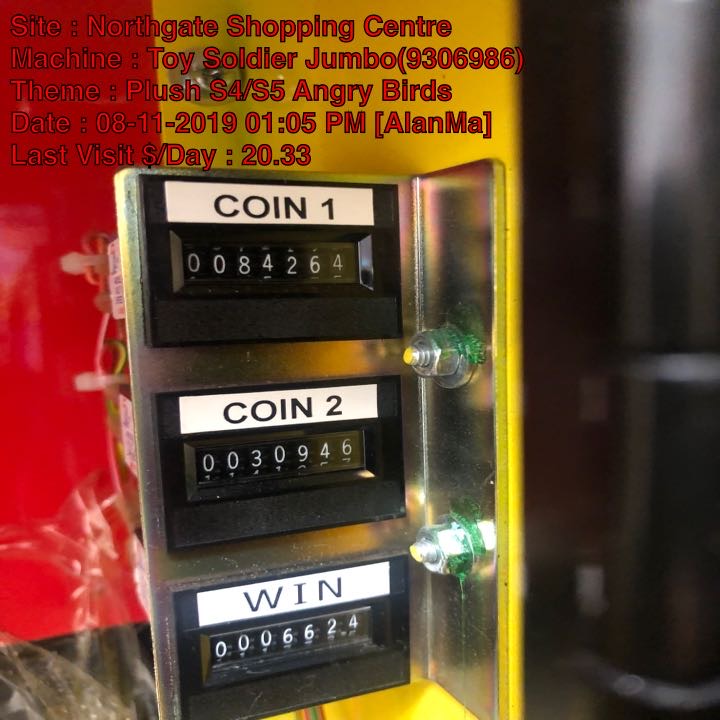 Site : Northgate Shopping Centre
Machine : Toy Soldier Jumbo(9306986)
Theme : Plush S4/S5 Angry Birds
Date : 08-11-2019 01:05 PM [AlanMa]
Last Visit $/Day : 20.33
COIN 1
0084264
COIN 2
0030946
WIN
0006624